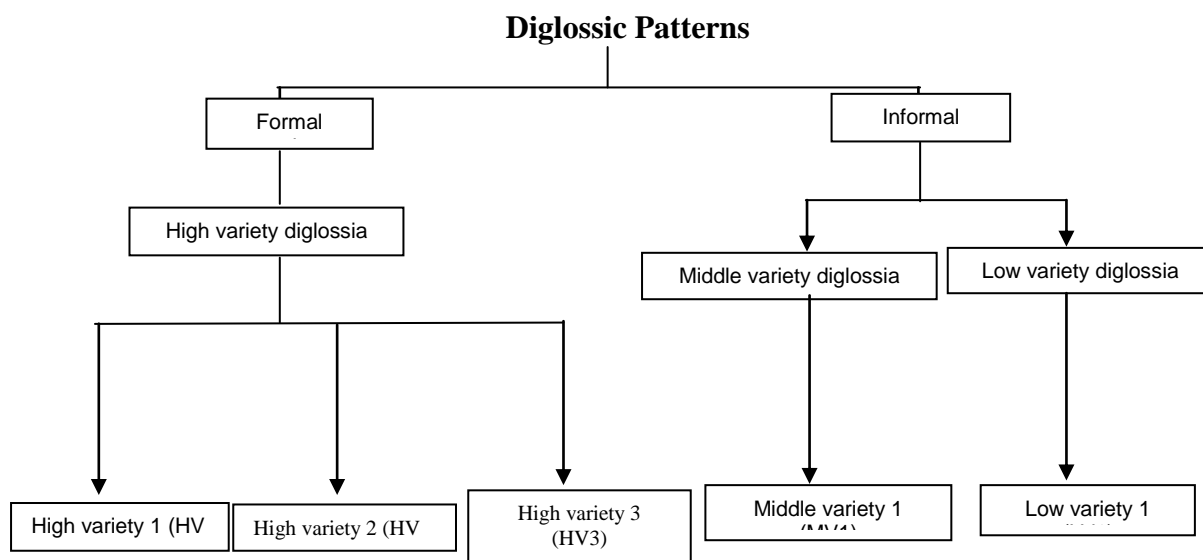 Diglossic Patterns
Formal
Informal
High variety diglossia
Middle variety diglossia
Low variety diglossia
High variety 1 (HV
High variety 2 (HV
High variety 3
(HV3)
Middle variety 1
(MV1)
Low variety 1